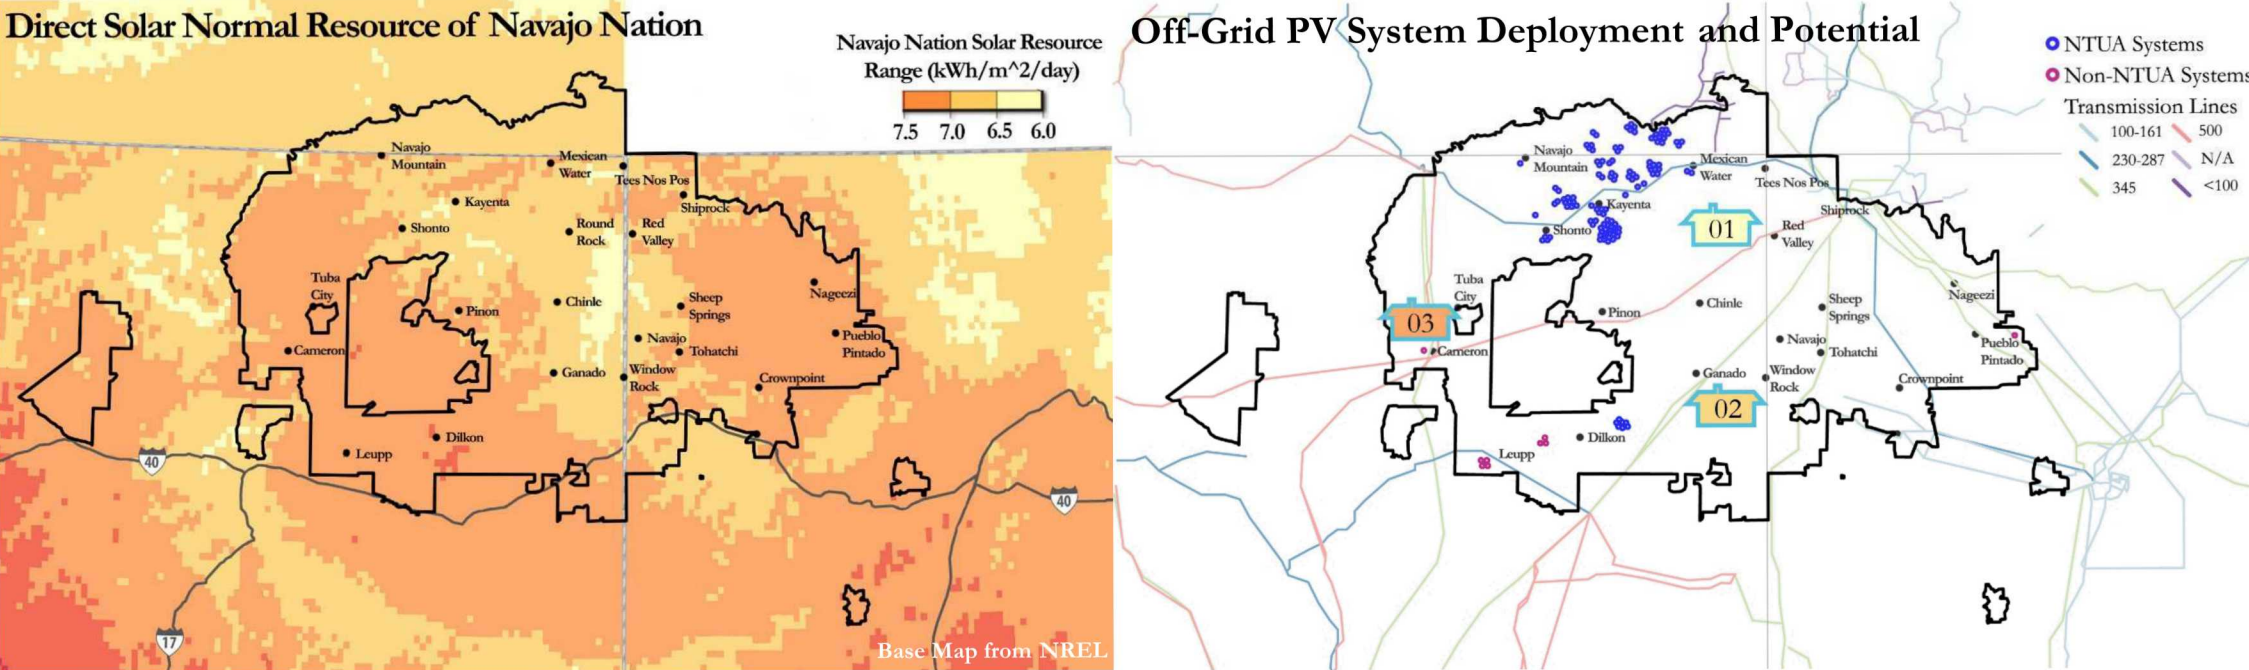 Direct Solar Normal Resource of Navajo Nation
Navajo Nation Solar Resource
Range (kWh/m^2/day)
7.5 7.0 6.5 6.0
Navajo
Mountain
Mexican
Water
Tees Nos Pos
Shiprock
Kayenta
Shonto
Round
Rock
Red
Valley
Tuba
City
Pinon
Chinle
Sheep
Springs
Nageezi
Cameron
Navajo
Tohatchi
Pueblo
Pintado
Ganado
Window
Rock
Crownpoint
Dilkon
Leupp
40
40
17
Base Map from NREL
Off-Grid PV System Deployment and Potential
NTUA Systems
Non-NTUA Systems
Transmission Lines
100-161
500
230-287
N/A
345
<100
Navajo
Mountain
Mexican
Water
Tees Nos Pos
Kayenta
Shiprock
Shonto
01
Red
Valley
Tuba
City
03
Pinon
Chinle
Sheep
Springs
Nageezi
Cameron
Navajo
Tohatchi
Pueblo
Pintado
Ganado
Window
Rock
Crownpoint
02
Dilkon
Leupp